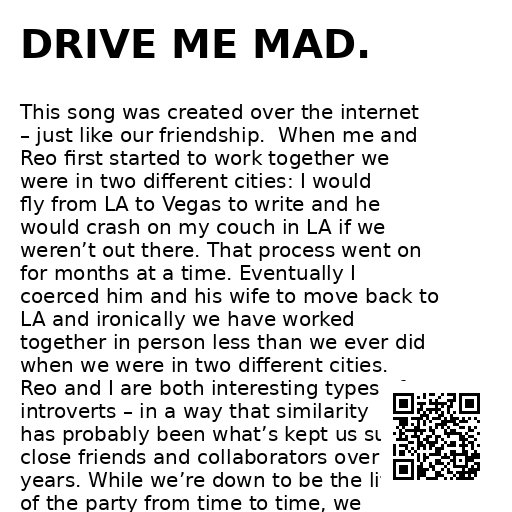 DRIVE ME MAD.
This song was created over the internet
– just like our friendship.  When me and
Reo first started to work together we
were in two different cities: I would
fly from LA to Vegas to write and he
would crash on my couch in LA if we
weren’t out there. That process went on
for months at a time. Eventually I
coerced him and his wife to move back to
LA and ironically we have worked
together in person less than we ever did
when we were in two different cities.
Reo and I are both interesting types
introverts – in a way that similarity
has probably been what’s kept us
close friends and collaborators over
years. While we’re down to be the
of the party from time to time, we